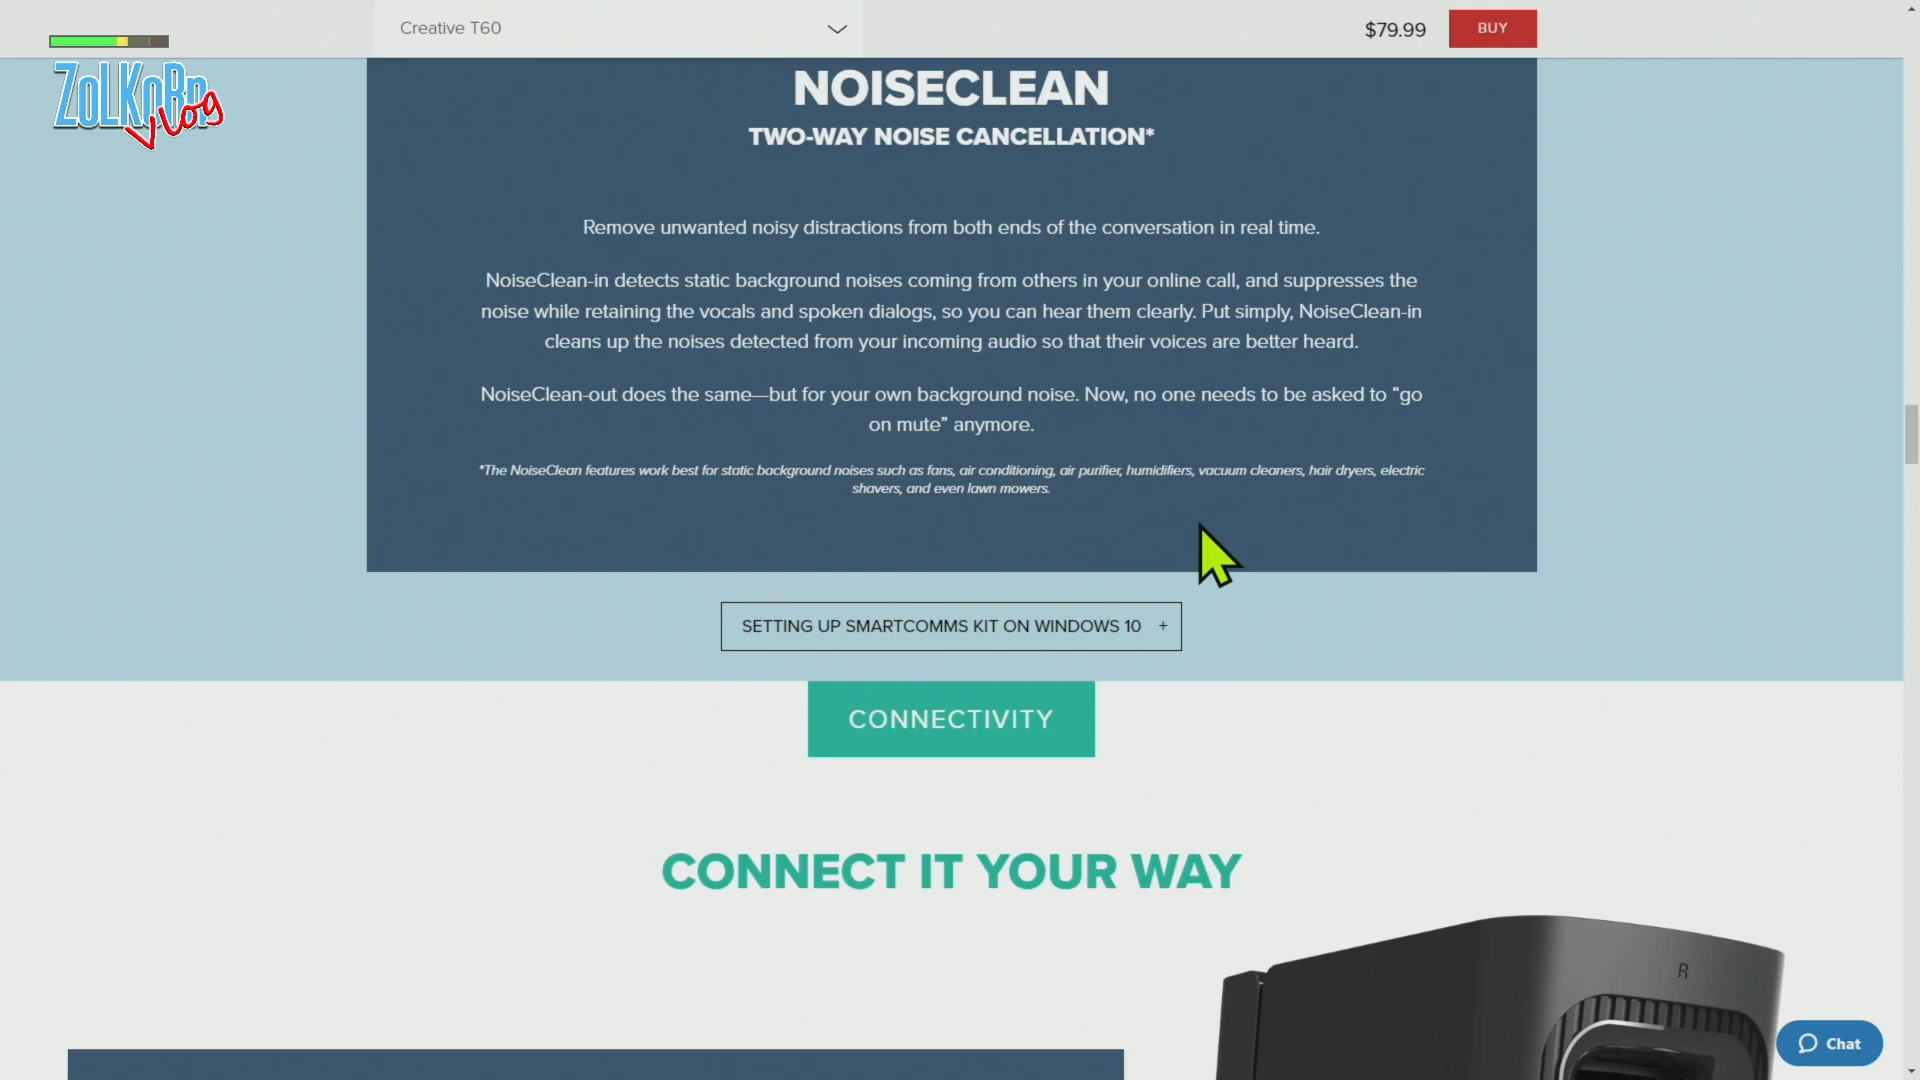 Creative T60
$79.99
BUY
ZOLKORN
Vlog
NOISECLEAN
TWO-WAY NOISE CANCELLATION*
Remove unwanted noisy distractions from both ends of the conversation in real time.
NoiseClean-in detects static background noises coming from others in your online call, and suppresses the
noise while retaining the vocals and spoken dialogs, so you can hear them clearly. Put simply, NoiseClean-in
cleans up the noises detected from your incoming audio so that their voices are better heard.
NoiseClean-out does the same—but for your own background noise. Now, no one needs to be asked to “go
on mute” anymore.
*The NoiseClean features work best for static background noises such as fans, air conditioning, air purifier, humidifiers, vacuum cleaners, hair dryers, electric
shavers, and even lawn mowers.
SETTING UP SMARTCOMMS KIT ON WINDOWS 10 +
CONNECTIVITY
CONNECT IT YOUR WAY
R
Chat